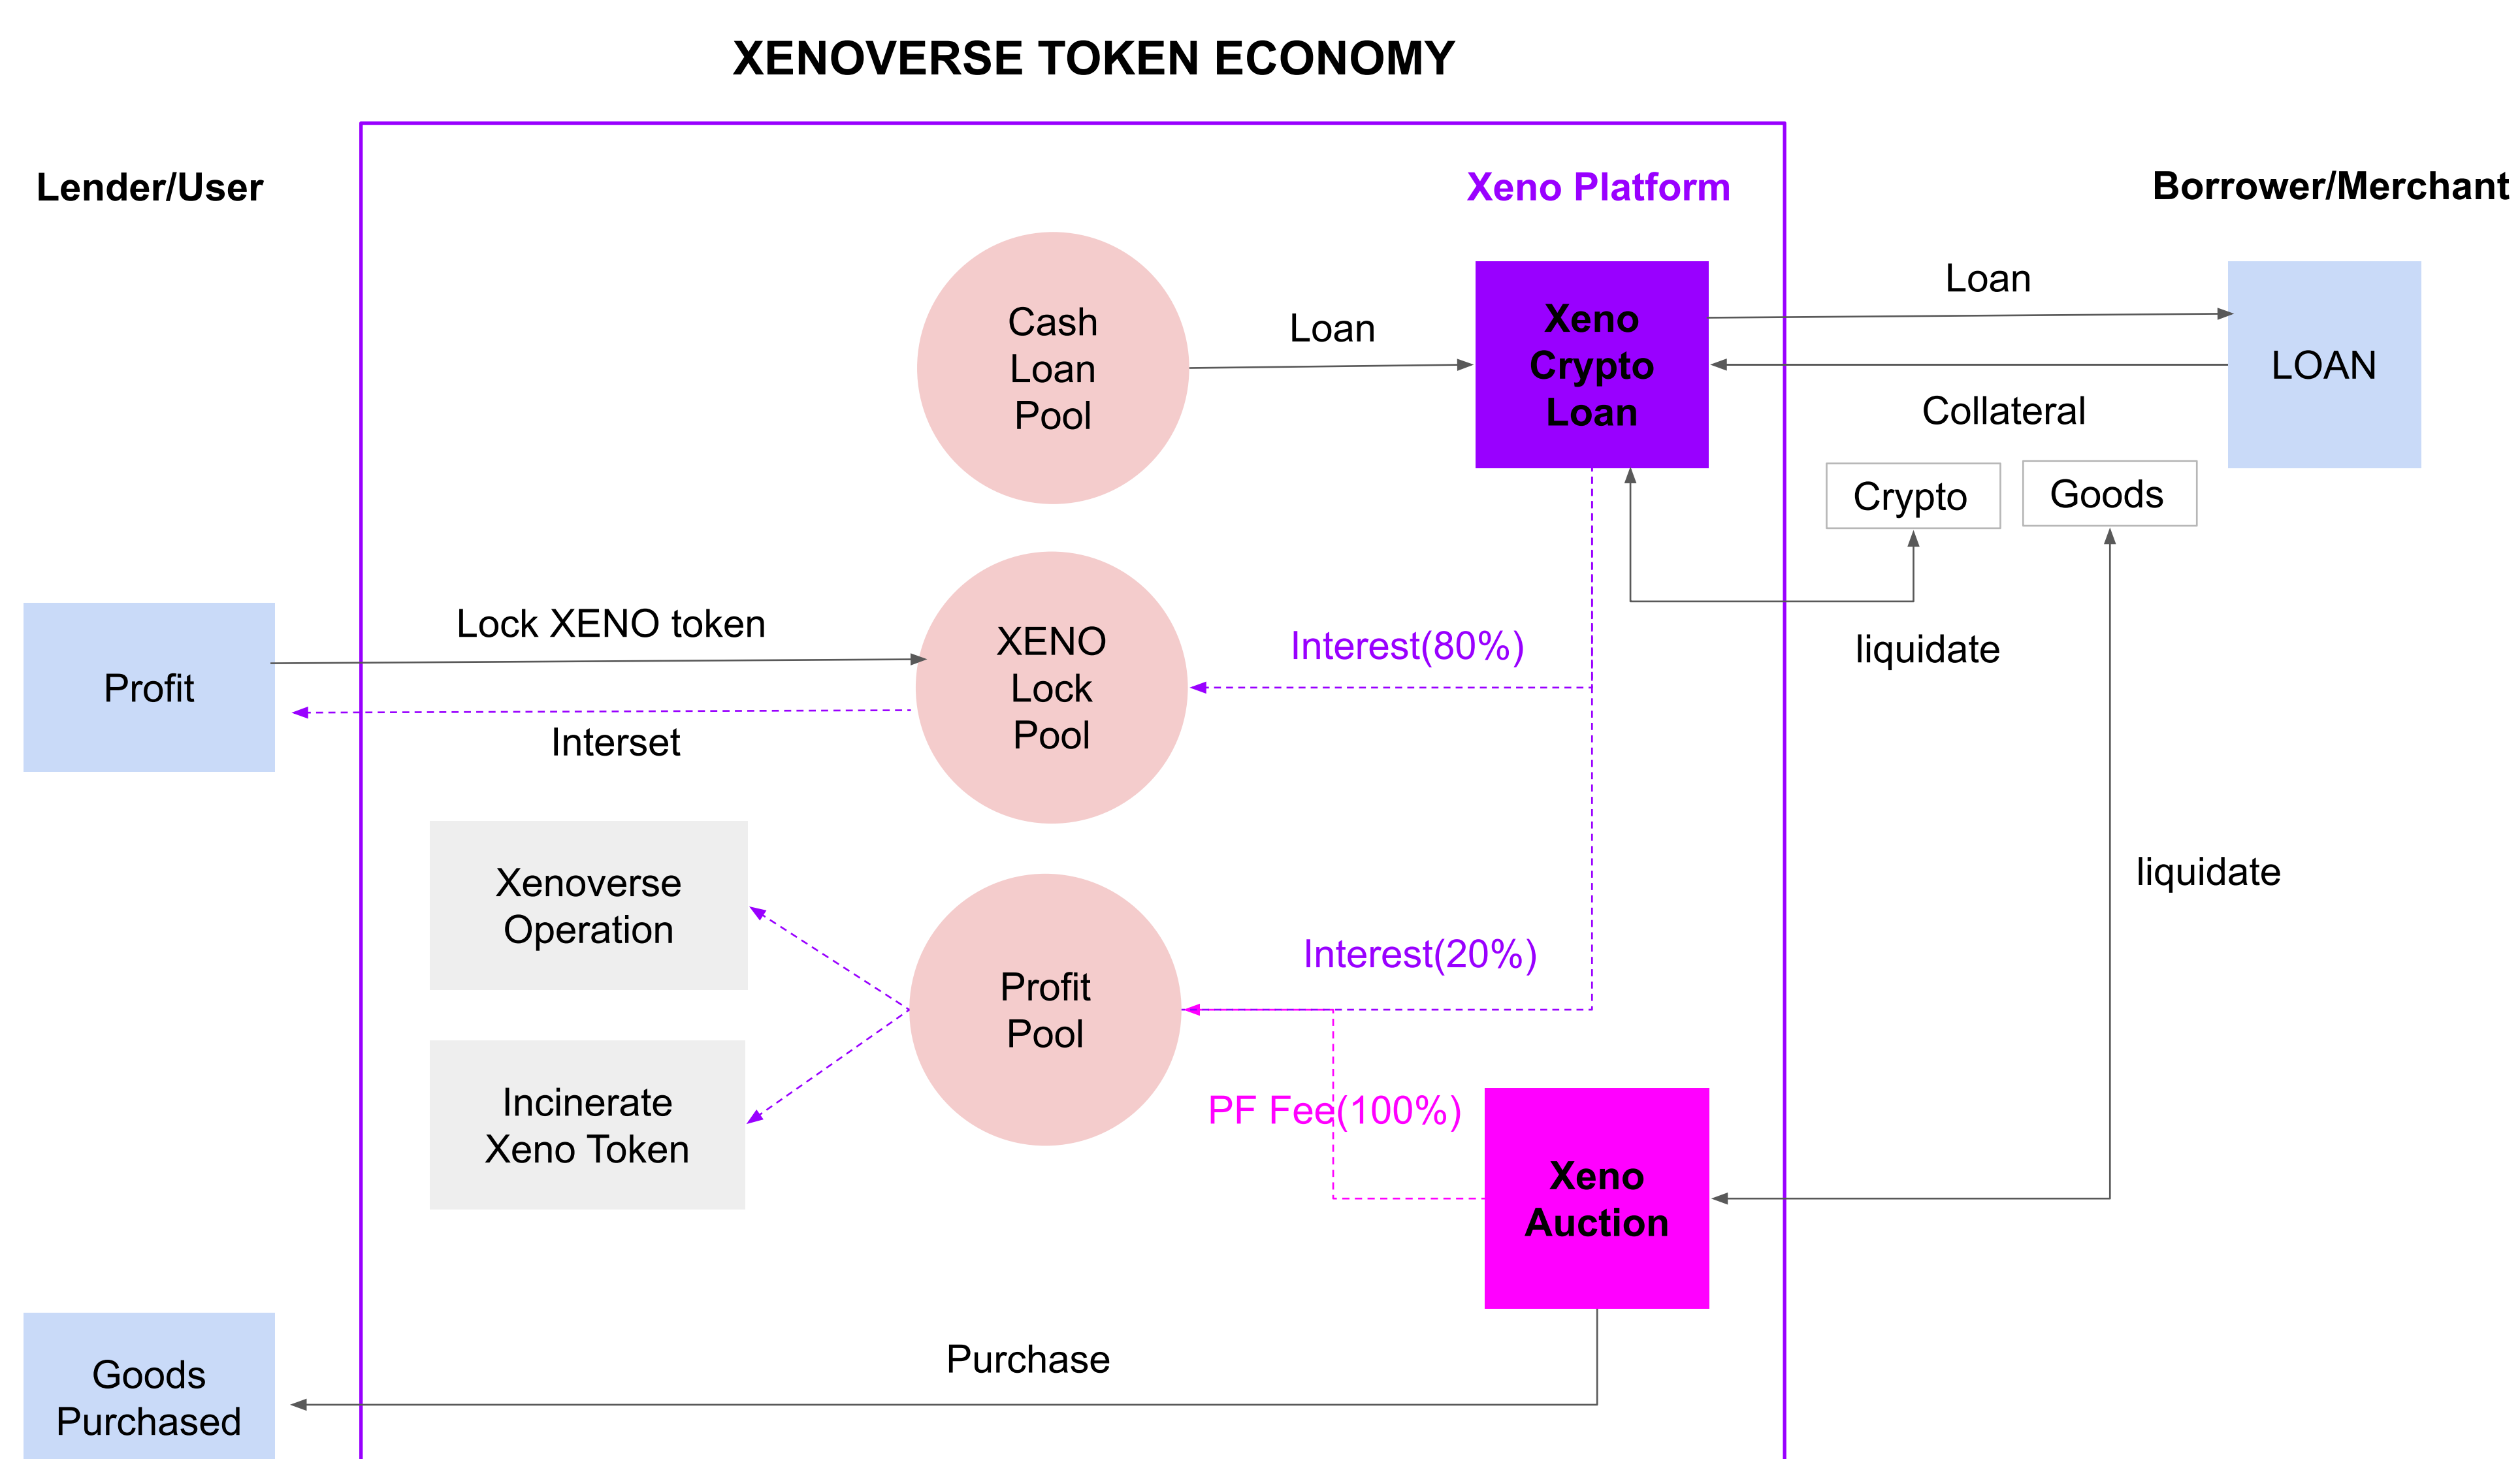 XENOVERSE TOKEN ECONOMY
Lender/User
Xeno Platform
Borrower/Merchant
Cash
Loan
Pool
Loan
Xeno
Crypto
Loan
Loan
LOAN
Collateral
Crypto
Goods
liquidate
Lock XENO token
Profit
Interset
XENO
Lock
Pool
Interest(80%)
liquidate
Xenoverse
Operation
Incinerate
Xeno Token
Profit
Pool
Interest(20%)
PF Fee(100%)
Xeno
Auction
Purchase
Goods
Purchased